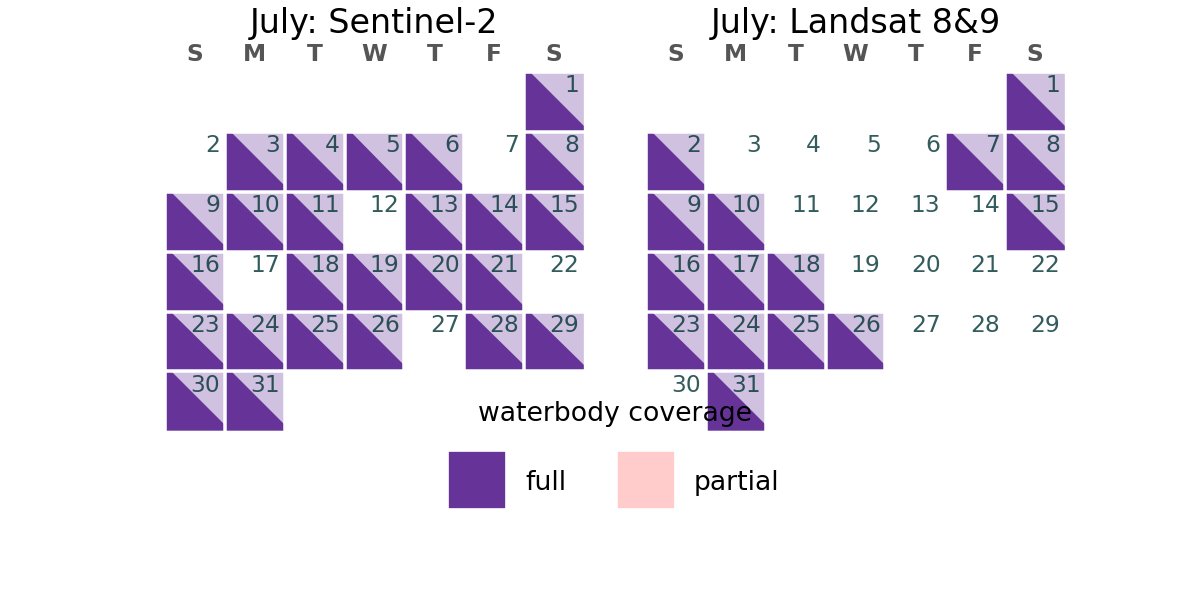 July: Sentinel-2
S M T W T F S
1
2 3 4 5 6 7 8
9 10 11 12 13 14 15
16 17 18 19 20 21 22
23 24 25 26 27 28 29
30 31
July: Landsat 8&9
S M T W T F S
1
2 3 4 5 6 7 8
9 10 11 12 13 14 15
16 17 18 19 20 21 22
23 24 25 26 27 28 29
30 31
waterbody coverage
full partial